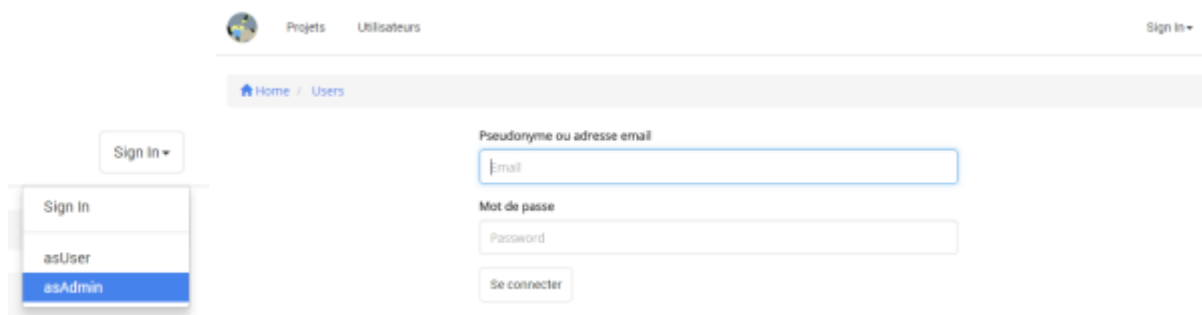 Projets Utilisateurs Sign In
Home / Users
Sign In
Sign In
asUser
asAdmin
Pseudonyme ou adresse email
Email
Mot de passe
Password
Se connecter